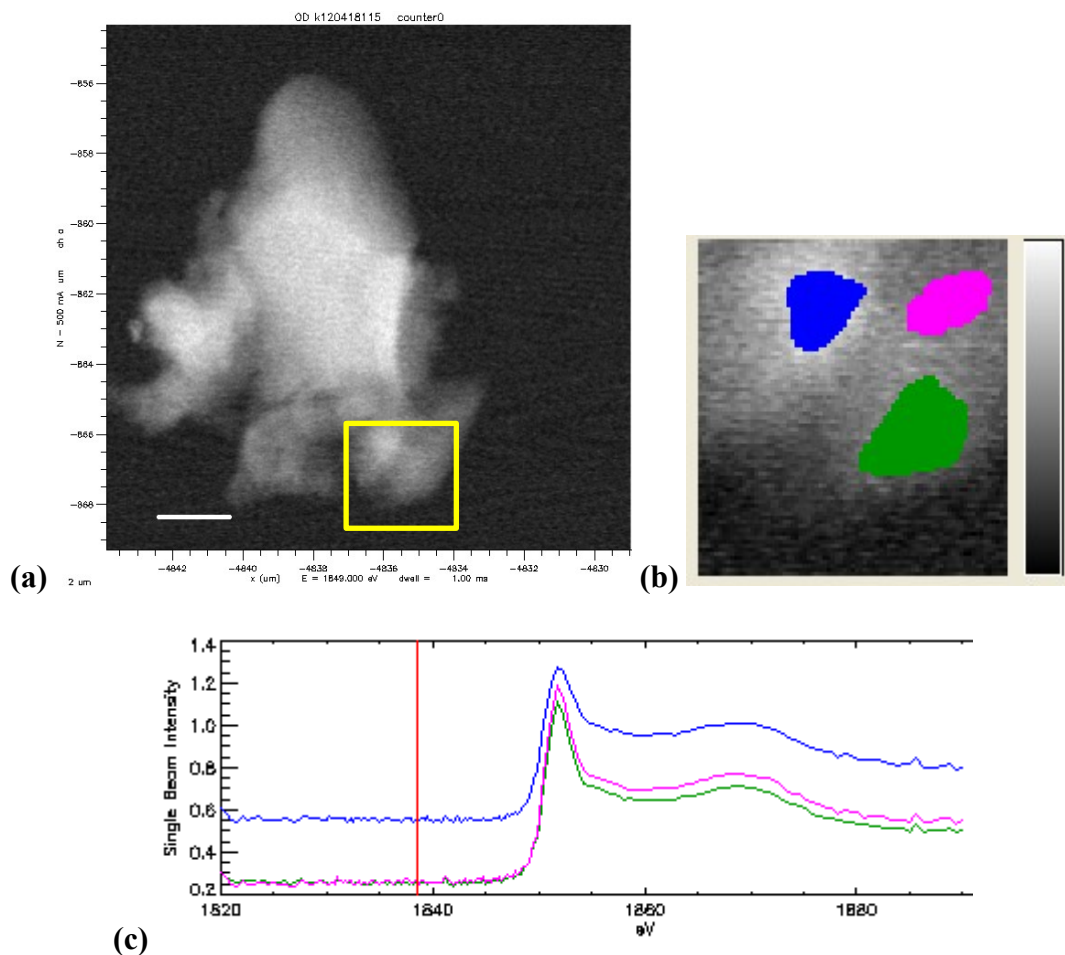 OD k120418115 counter0
N - 500 mA um dh a
-856
-858
-860
-862
-864
-866
-868
-4842
-4840
-4838
-4836
-4834
-4832
-4830
2 um
x (um) E = 1849.000 eV dwell = 1.00 ms
(a)
(b)
Single Beam Intensity
1.4
1.2
1.0
0.8
0.6
0.4
0.2
1820
1840
1860
1880
eV
(c)